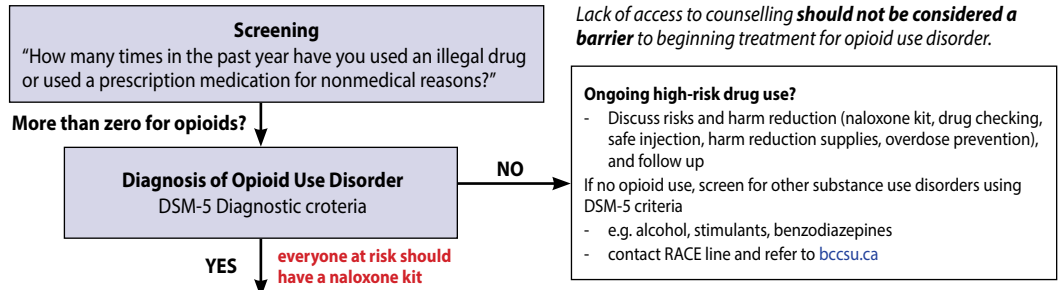 Screening
“How many times in the past year have you used an illegal drug
or used a prescription medication for nonmedical reasons?”
Lack of access to counselling should not be considered a
barrier to beginning treatment for opioid use disorder.
More than zero for opioids?
Diagnosis of Opioid Use Disorder
DSM-5 Diagnostic croteria
NO
Ongoing high-risk drug use?
- Discuss risks and harm reduction (naloxone kit, drug checking,
safe injection, harm reduction supplies, overdose prevention),
and follow up
If no opioid use, screen for other substance use disorders using
DSM-5 criteria
- e.g. alcohol, stimulants, benzodiazepines
- contact RACE line and refer to bccsu.ca
YES
everyone at risk should
have a naloxone kit